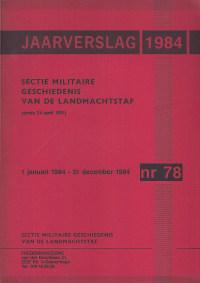 JAARVERSLAG 1984
SECTIE MILITAIRE
GESCHIEDENIS
VAN DE LANDMACHTSTAF
1 januari 1984 - 31 december 1984
nr 78
SECTIE MILITAIRE GESCHIEDENIS
VAN DE LANDMACHTSTAF